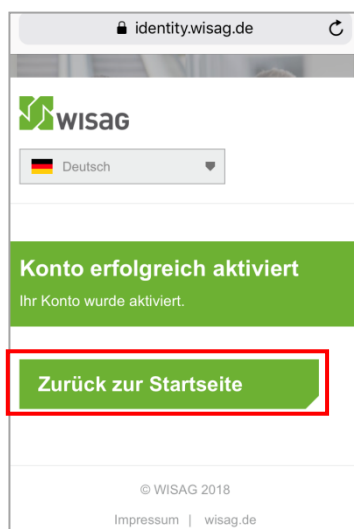 identity.wisag.de
WISAG
Deutsch
Konto erfolgreich aktiviert
Ihr Konto wurde aktiviert.
Zurück zur Startseite
© WISAG 2018
Impressum | wisag.de